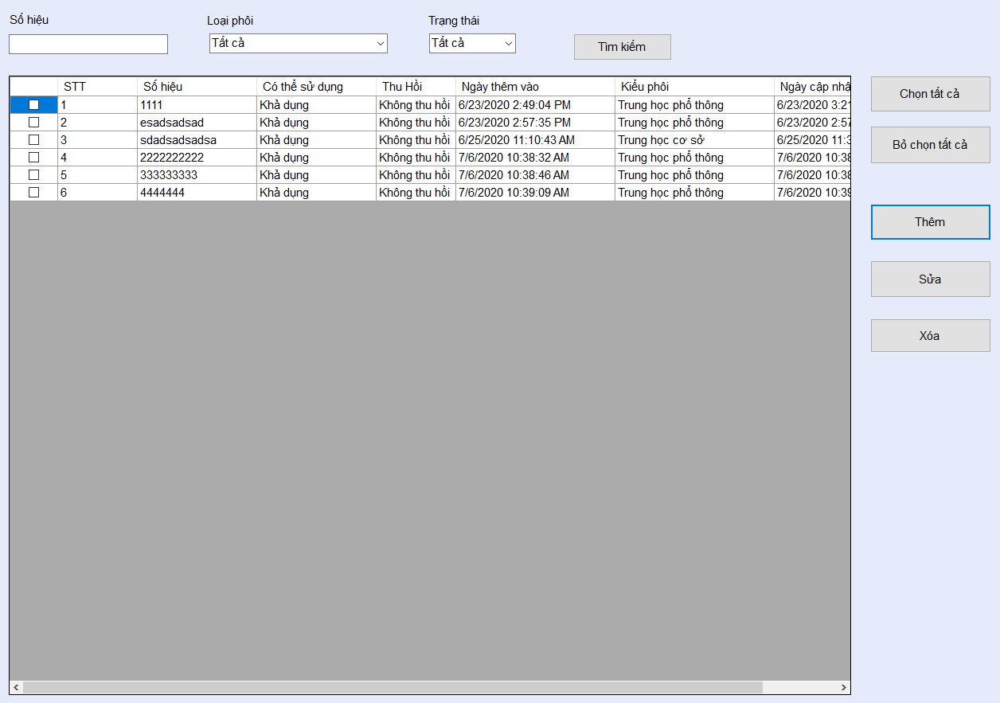 Số hiệu Loại phôi Trạng thái
Tất cả Tất cả Tìm kiếm
STT Số hiệu Có thể sử dụng Thu Hồi Ngày thêm vào Kiểu phôi Ngày cập nhậ
1 1111 Khả dụng Không thu hồi 6/23/2020 2:49:04 PM Trung học phổ thông 6/23/2020 3:21
2 esadsadsad Khả dụng Không thu hồi 6/23/2020 2:57:35 PM Trung học phổ thông 6/23/2020 2:57
3 sdadsadsadsa Khả dụng Không thu hồi 6/25/2020 11:10:43 AM Trung học cơ sở 6/25/2020 11:3
4 2222222222 Khả dụng Không thu hồi 7/6/2020 10:38:32 AM Trung học phổ thông 7/6/2020 10:38
5 333333333 Khả dụng Không thu hồi 7/6/2020 10:38:46 AM Trung học phổ thông 7/6/2020 10:38
6 4444444 Khả dụng Không thu hồi 7/6/2020 10:39:09 AM Trung học phổ thông 7/6/2020 10:39
Chọn tất cả
Bỏ chọn tất cả
Thêm
Sửa
Xóa